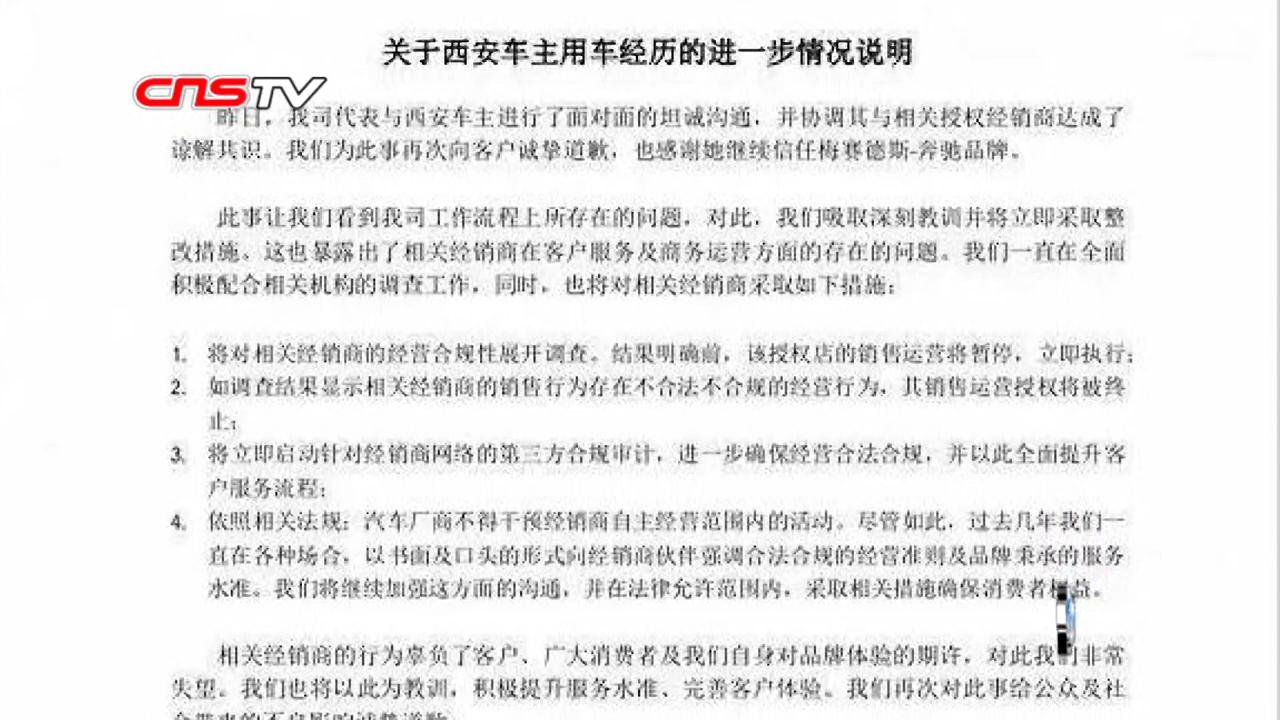 关于西安车主用车经历的进一步情况说明
CNSTV
昨日，我司代表与西安车主进行了面对面的坦诚沟通，并协调其与相关授权经销商达成了
谅解共识。我们为此事再次向客户诚挚道歉，也感谢她继续信任梅赛德斯-奔驰品牌。
此事让我们看到我司工作流程上所存在的问题，对此，我们吸取深刻教训并将立即采取整
改措施。这也暴露出了相关经销商在客户服务及商务运营方面的存在的问题。我们一直在全面
积极配合相关机构的调查工作，同时，也将对相关经销商采取如下措施：
1. 将对相关经销商的经营合规性展开调查。结果明确前，该授权店的销售运营将暂停，立即执行；
2. 如调查结果显示相关经销商的销售行为存在不合法不合规的经营行为，其销售运营授权将被终
止；
3. 将立即启动针对经销商网络的第三方合规审计，进一步确保经营合法合规，并以此全面提升客
户服务流程；
4. 依照相关法规：汽车厂商不得干预经销商自主经营范围内的活动。尽管如此，过去几年我们一
直在各种场合，以书面及口头的形式向经销商伙伴强调合法合规的经营准则及品牌秉承的服务
水准。我们将继续加强这方面的沟通，并在法律允许范围内，采取相关措施确保消费者权益。
相关经销商的行为辜负了客户、广大消费者及我们自身对品牌体验的期许，对此我们非常
失望。我们也将以此为教训，积极提升服务水准、完善客户体验。我们再次对此事给公众及社